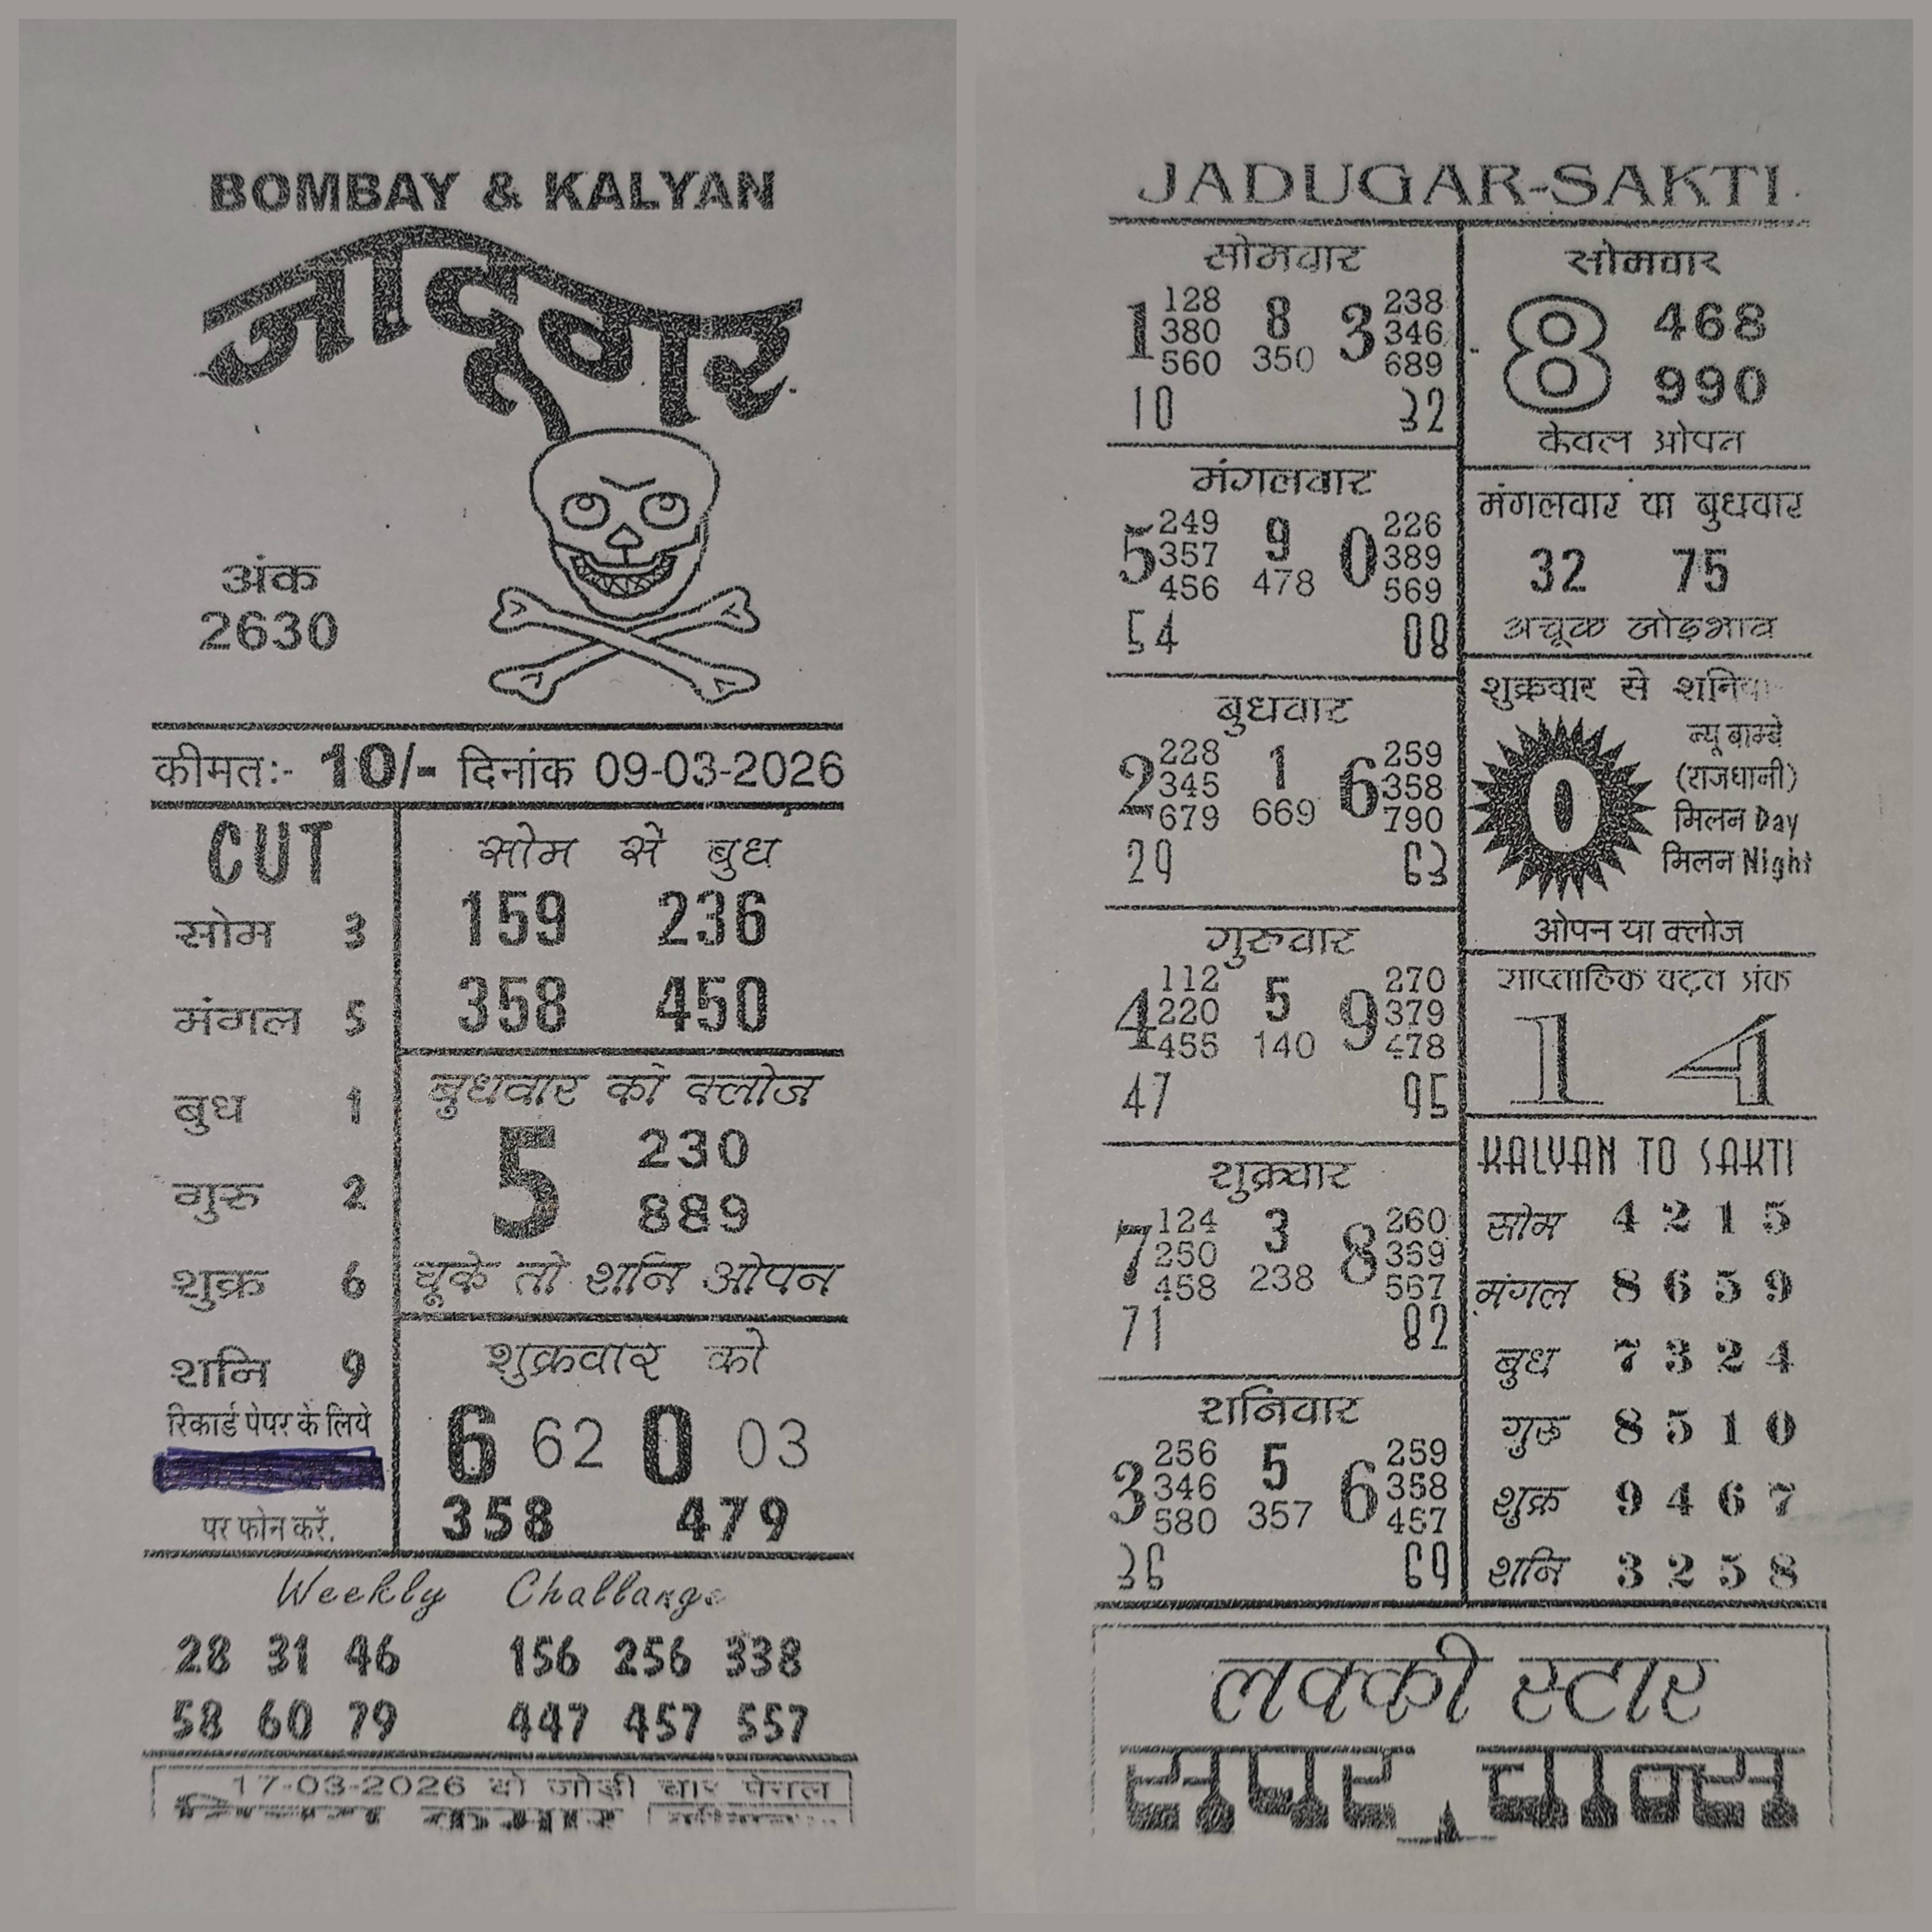 BOMBAY & KALYAN
जादूगर
अंक
2630
कीमतः- 10/- दिनांक 09-03-2026
CUT
सोम 3
मंगल 5
बुध 1
गुरु 2
शुक्र 6
शनि 9
रिकार्ड पेपर के लिये
पर फोन करें.
सोम से बुध
159 236
358 450
बुधवार को क्लोज
5 230
889
चूके तो शनि ओपन
शुक्रवार को
6 62 0 03
358 479
Weekly Challange
28 31 46 156 256 338
58 60 79 447 457 557
17-03-2026 दो जोड़ी चार पेनल
JADUGAR-SAKTI
सोमवार
128 238
1 380 8 3 346
560 350 689
10 32
मंगलवार
249 226
5 357 9 0 389
456 478 569
54 08
बुधवार
228 259
2 345 1 6 358
679 669 790
29 63
गुरुवार
112 270
4 220 5 9 379
455 140 478
47 95
शुक्रवार
124 260
7 250 3 8 359
458 238 567
71 82
शनिवार
256 259
3 346 5 6 358
580 357 457
36 69
सोमवार
8 468
990
केवल ओपन
मंगलवार या बुधवार
32 75
अचूक जोड़भाव
शुक्रवार से
न्यू बाम्बे
0 (राजधानी)
मिलन Day
मिलन Night
ओपन या क्लोज
साप्ताहिक चढ़त अंक
1 4
KALYAN TO SAKTI
सोम 4 2 1 5
मंगल 8 6 5 9
बुध 7 3 2 4
गुरु 8 5 1 0
शुक्र 9 4 6 7
शनि 3 2 5 8
लक्की स्टार
सुपर चान्स